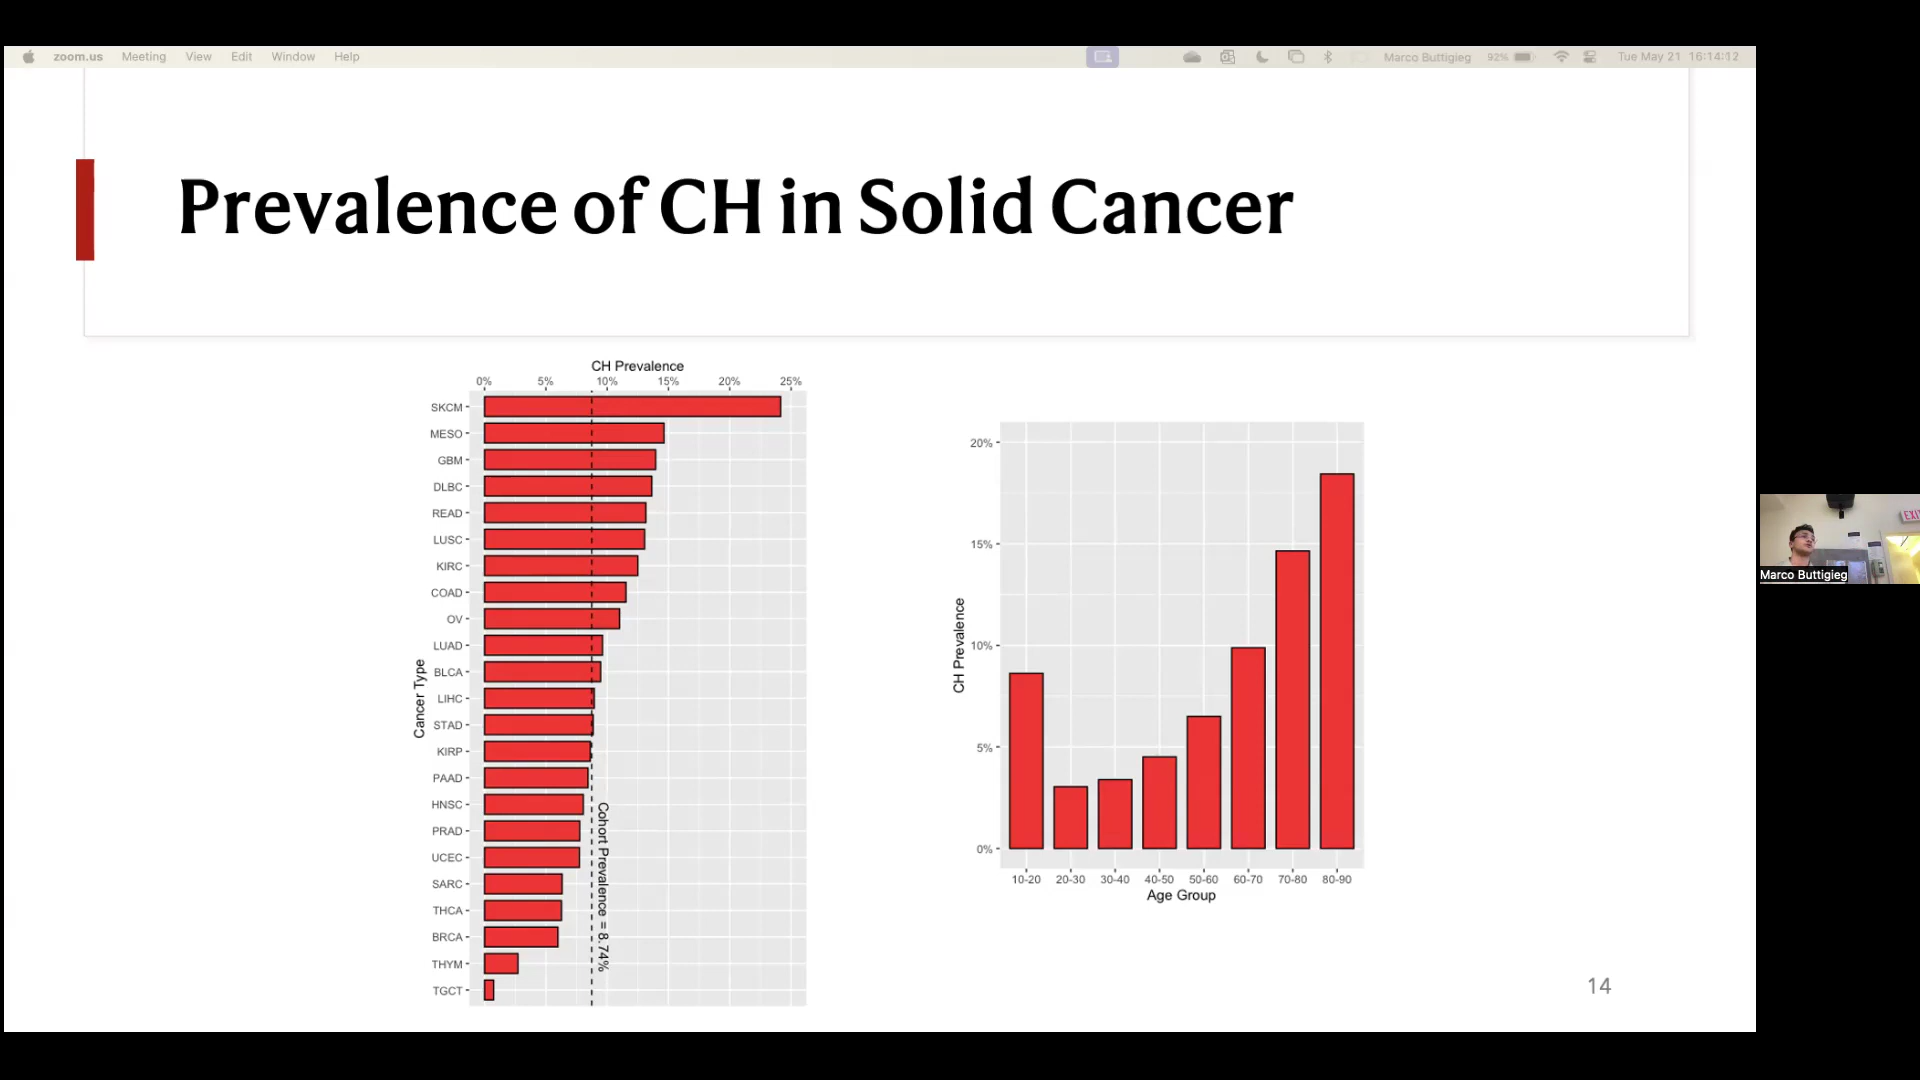 zoom.us Meeting View Edit Window Help Marco Buttigieg 92% Tue May 21 16:14:12
Prevalence of CH in Solid Cancer
CH Prevalence
0% 5% 10% 15% 20% 25%
Cancer Type
SKCM
MESO
GBM
DLBC
READ
LUSC
KIRC
COAD
OV
LUAD
BLCA
LIHC
STAD
KIRP
PAAD
HNSC
PRAD
UCEC
SARC
THCA
BRCA
THYM
TGCT
Cohort Prevalence = 8.74%
CH Prevalence
20%
15%
10%
5%
0%
10-20 20-30 30-40 40-50 50-60 60-70 70-80 80-90
Age Group
14
EXI
Marco Buttigieg